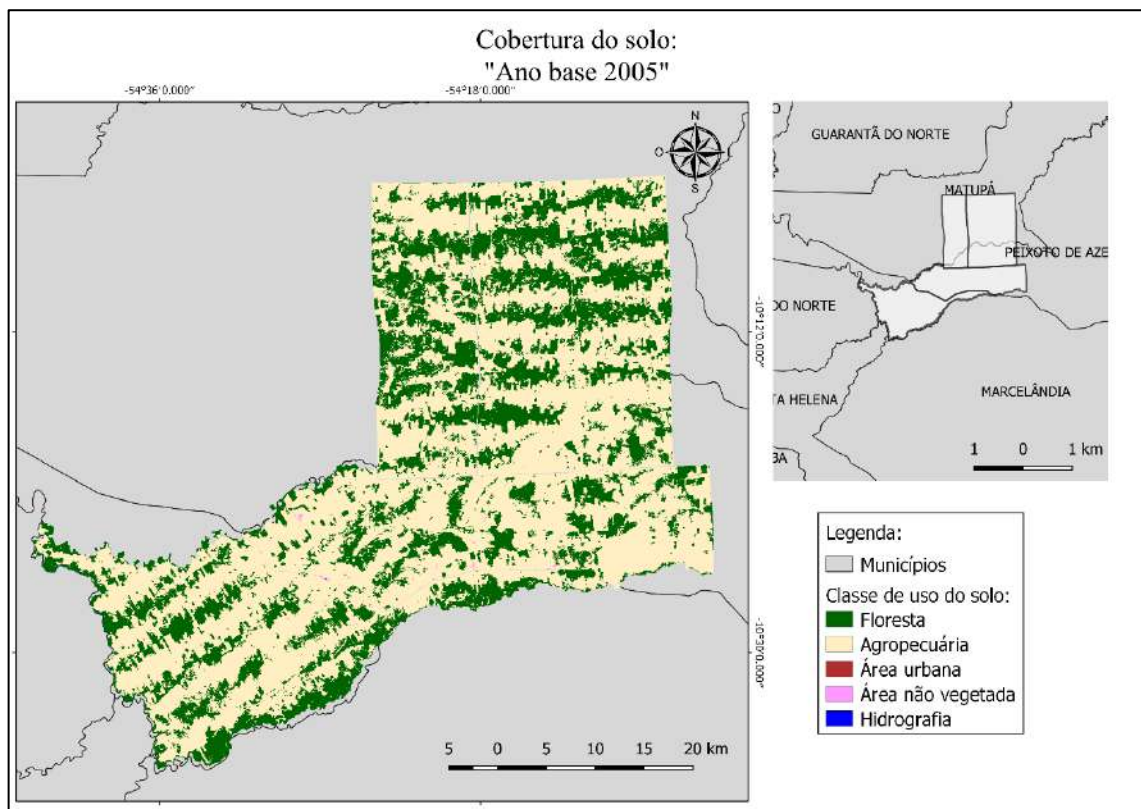 Cobertura do solo:
"Ano base 2005"
-54°36'0.000"
-54°18'0.000"
N
O
L
S
-10°12'0.000"
-10°30'0.000"
5 0 5 10 15 20 km
O
GUARANTÃ DO NORTE
MATUPÁ
PEIXOTO DE AZE
DO NORTE
TA HELENA
MARCELÂNDIA
BA
1 0 1 km
Legenda:
Municípios
Classe de uso do solo:
Floresta
Agropecuária
Área urbana
Área não vegetada
Hidrografia